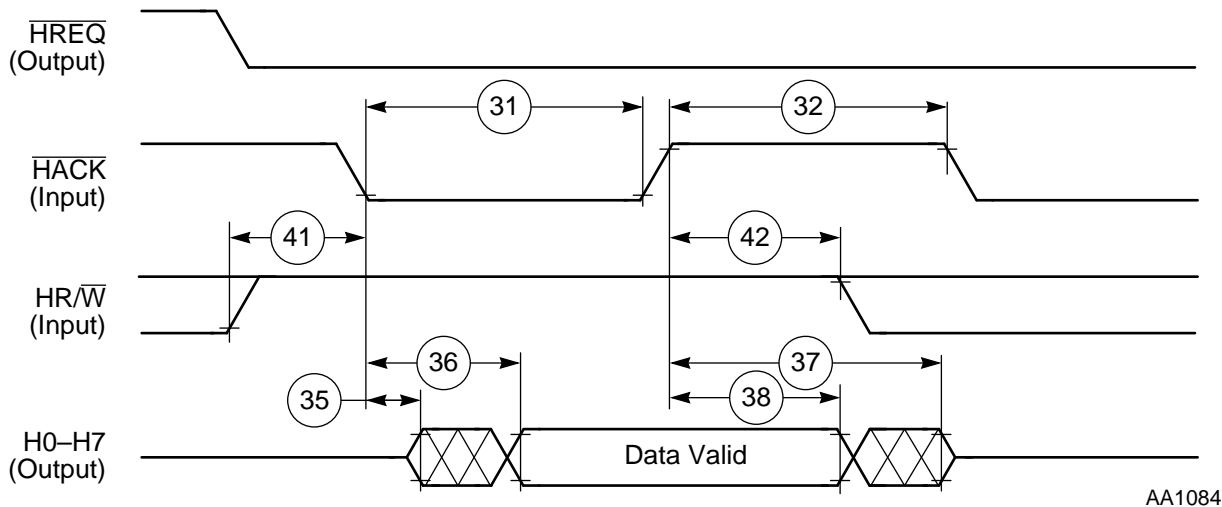 HREQ
(Output)
31
32
HACK
(Input)
41
42
HR/W
(Input)
36
37
35
38
H0–H7
(Output)
Data Valid
AA1084